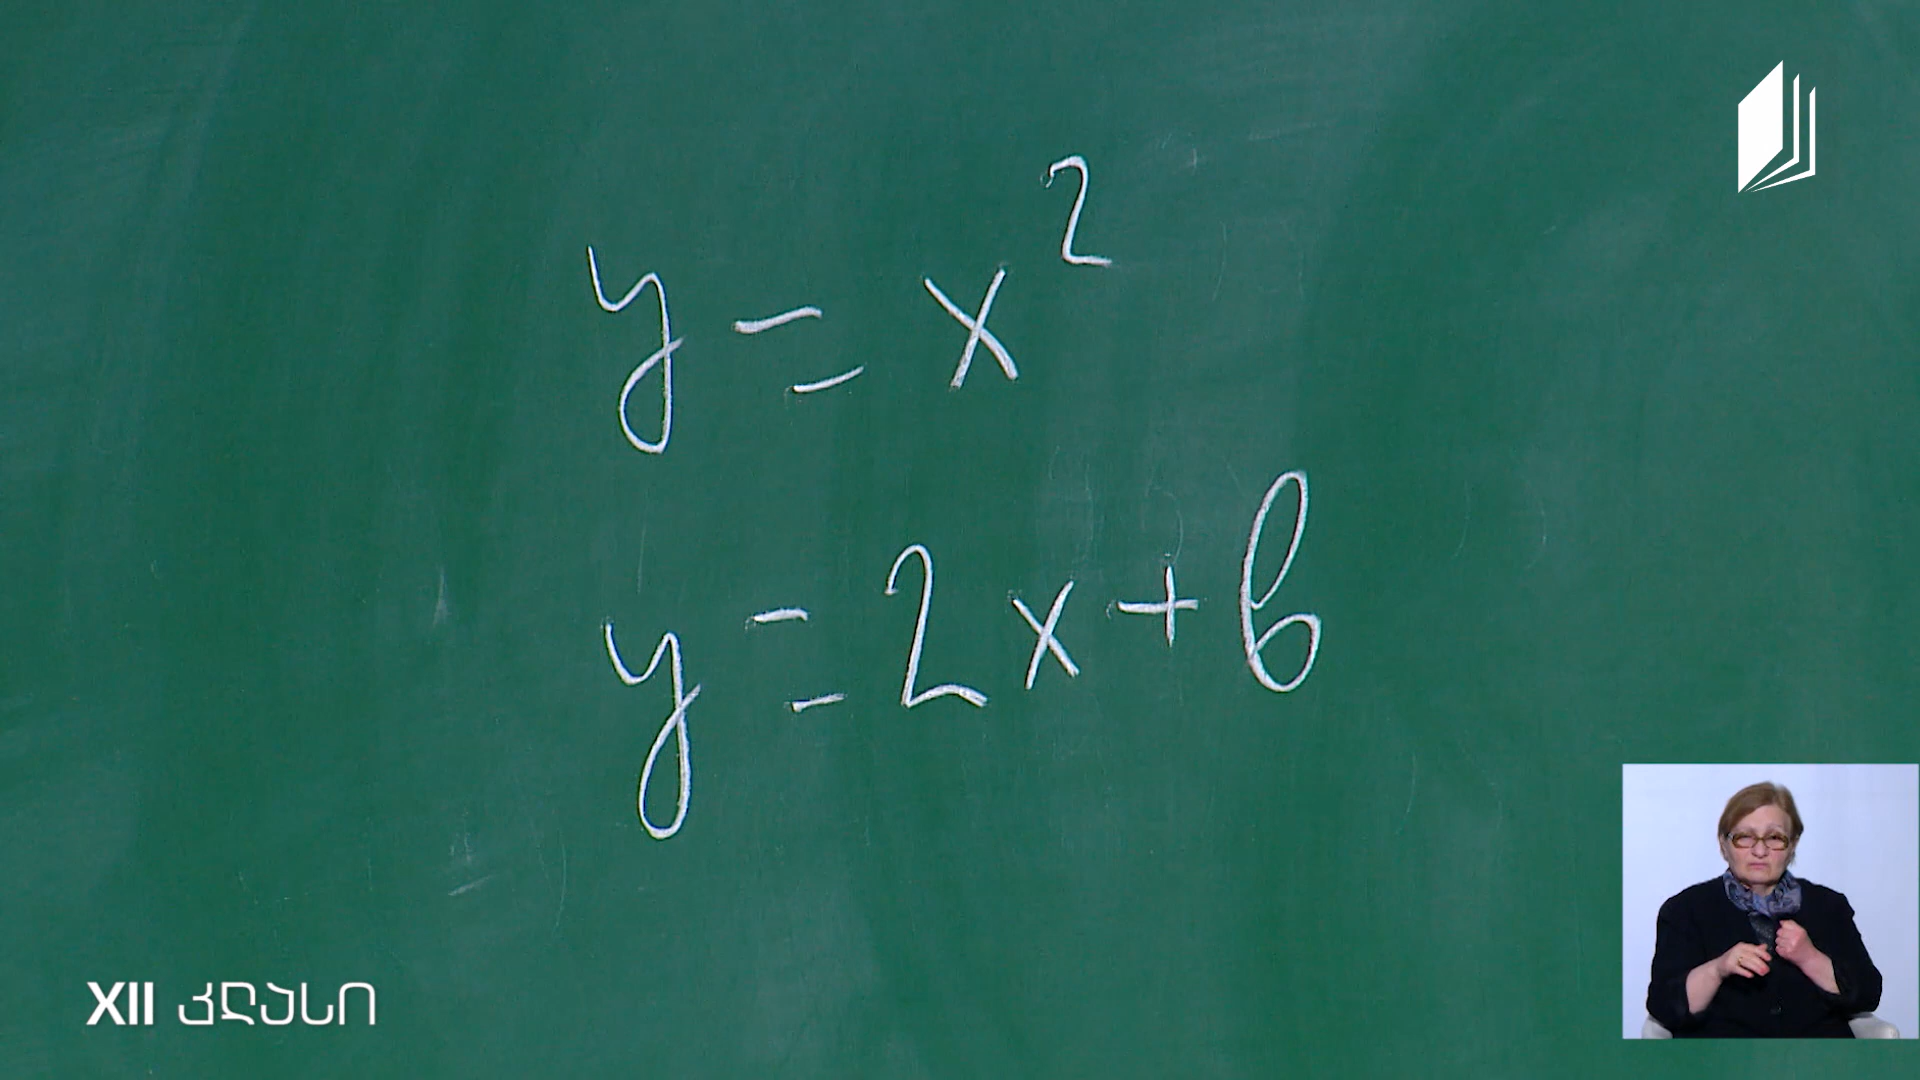 y = x²
y = 2x + b
XII კლასი